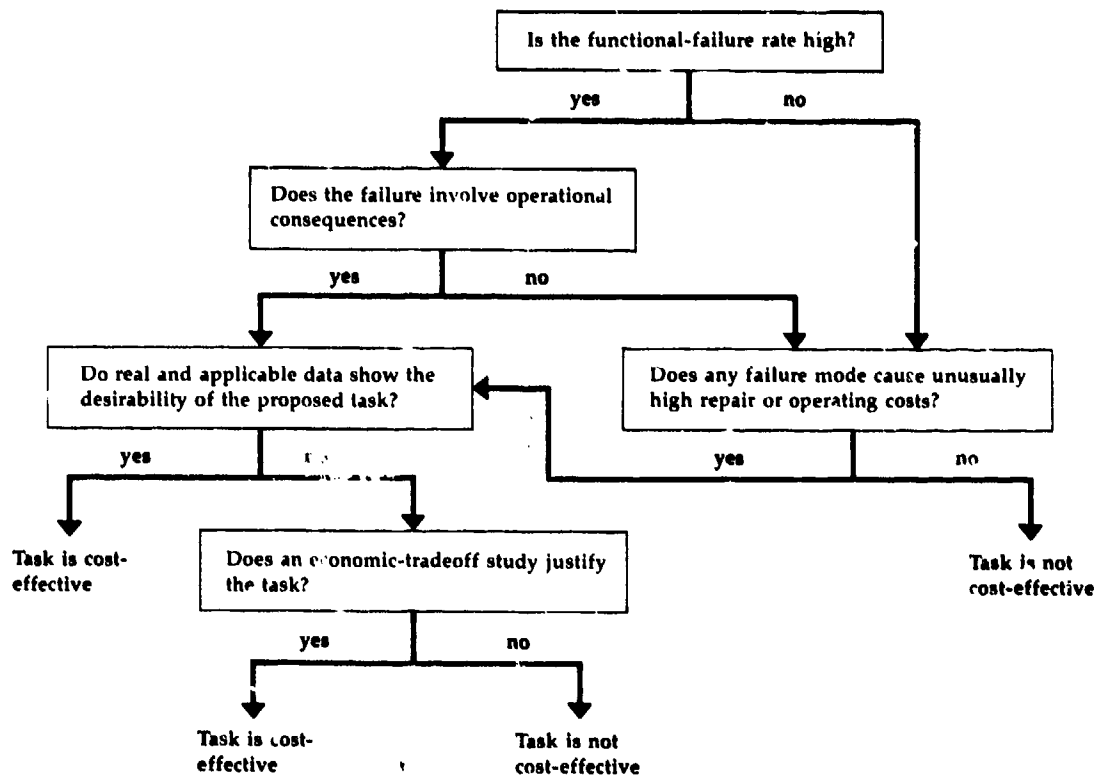 Is the functional-failure rate high?
yes
no
Does the failure involve operational
consequences?
yes
no
Do real and applicable data show the
desirability of the proposed task?
Does any failure mode cause unusually
high repair or operating costs?
yes
yes
no
Task is cost-
effective
Does an economic-tradeoff study justify
the task?
Task is not
cost-effective
yes
no
Task is cost-
effective
Task is not
cost-effective